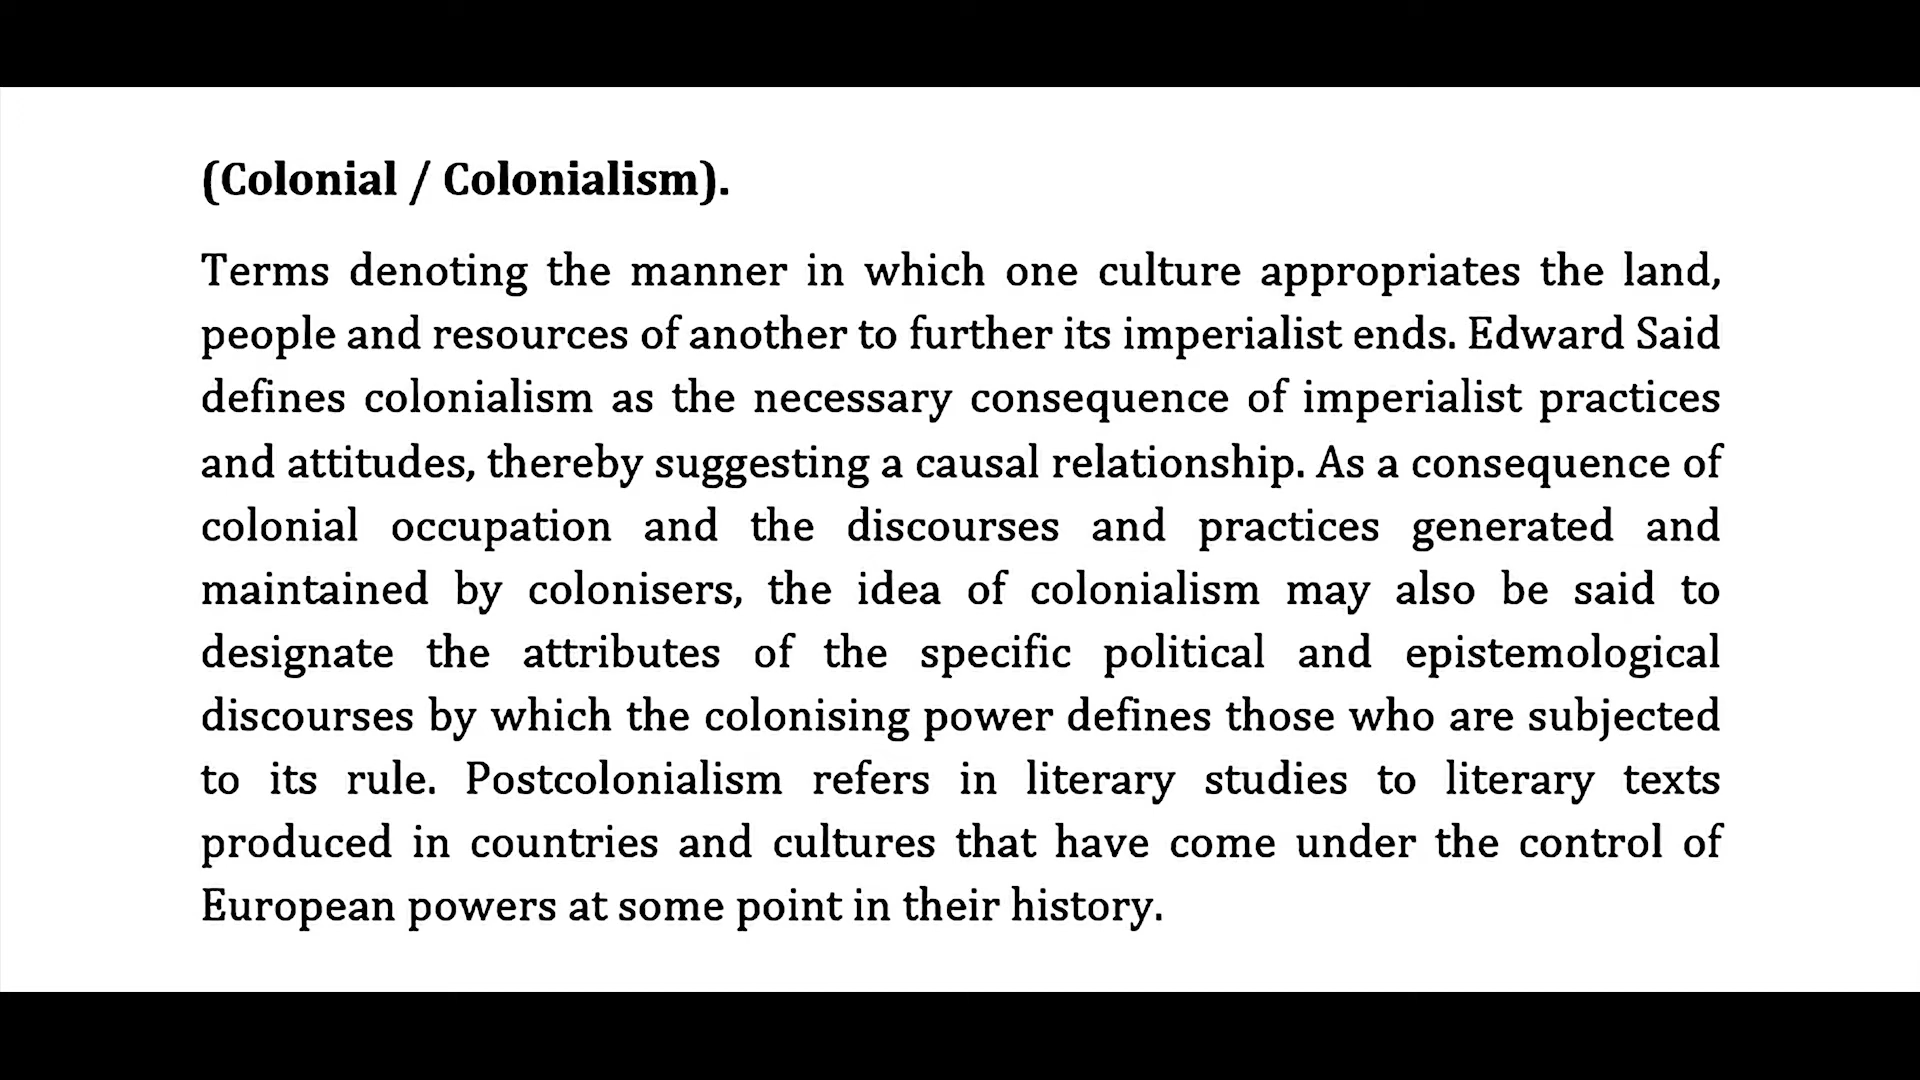 (Colonial / Colonialism).
Terms denoting the manner in which one culture appropriates the land,
people and resources of another to further its imperialist ends. Edward Said
defines colonialism as the necessary consequence of imperialist practices
and attitudes, thereby suggesting a causal relationship. As a consequence of
colonial occupation and the discourses and practices generated and
maintained by colonisers, the idea of colonialism may also be said to
designate the attributes of the specific political and epistemological
discourses by which the colonising power defines those who are subjected
to its rule. Postcolonialism refers in literary studies to literary texts
produced in countries and cultures that have come under the control of
European powers at some point in their history.